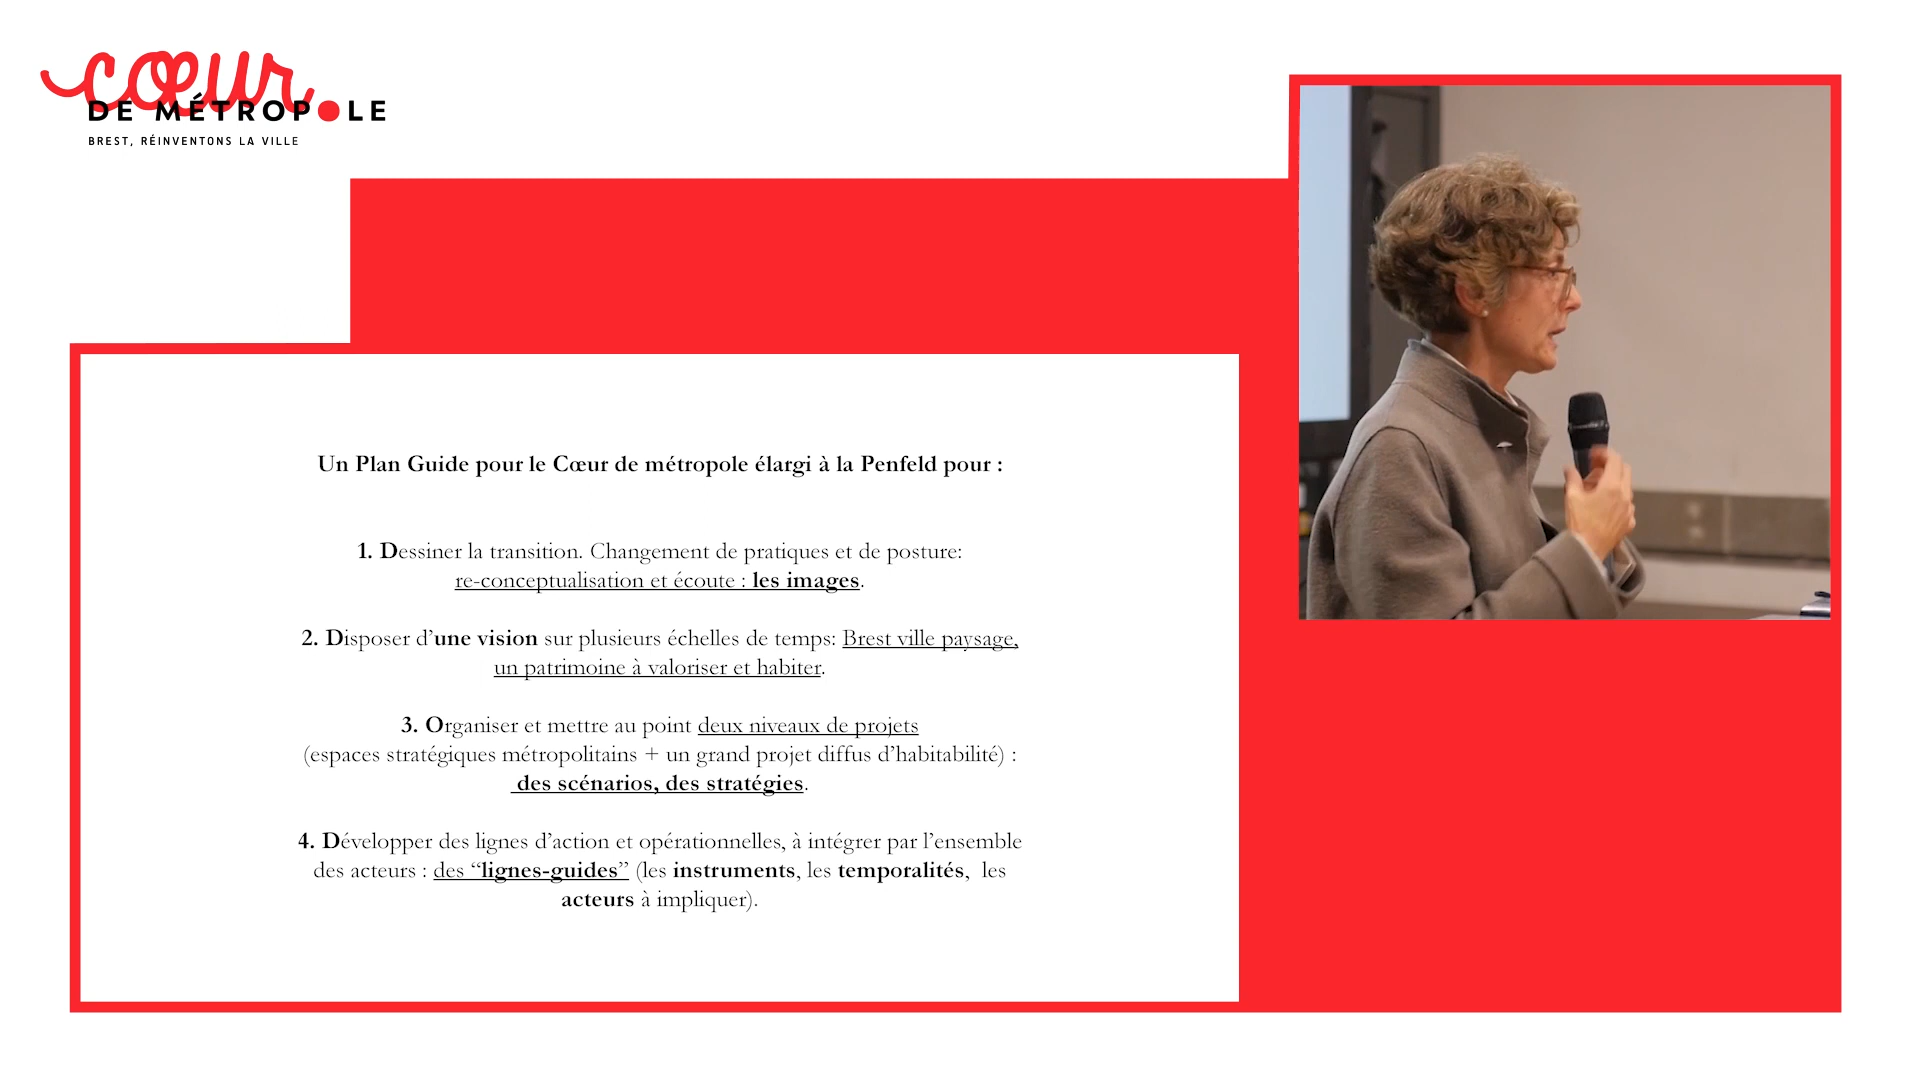 cœur
DE MÉTROPOLE
BREST, RÉINVENTONS LA VILLE
Un Plan Guide pour le Cœur de métropole élargi à la Penfeld pour :
1. Dessiner la transition. Changement de pratiques et de posture:
re-conceptualisation et écoute : les images.
2. Disposer d’une vision sur plusieurs échelles de temps: Brest ville paysage,
un patrimoine à valoriser et habiter.
3. Organiser et mettre au point deux niveaux de projets
(espaces stratégiques métropolitains + un grand projet diffus d’habitabilité) :
des scénarios, des stratégies.
4. Développer des lignes d’action et opérationnelles, à intégrer par l’ensemble
des acteurs : des “lignes-guides” (les instruments, les temporalités,  les
acteurs à impliquer).